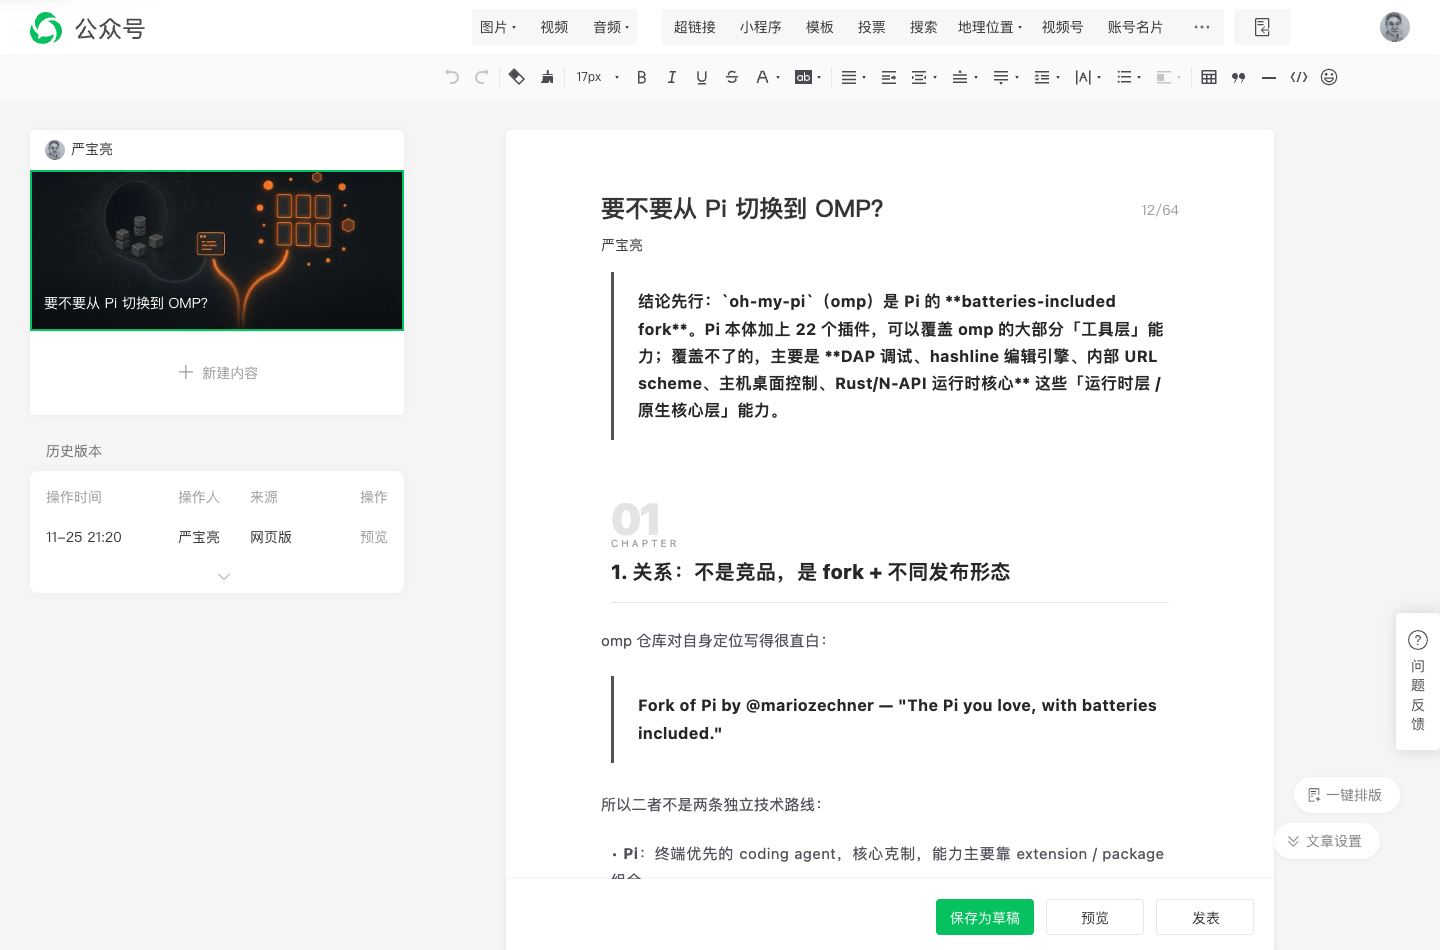 公众号
图片
视频
音频
超链接
小程序
模板
投票
搜索
地理位置
视频号
账号名片
17px
严宝亮
要不要从 Pi 切换到 OMP?
新建内容
历史版本
操作时间 操作人 来源 操作
11-25 21:20 严宝亮 网页版 预览
要不要从 Pi 切换到 OMP?
12/64
严宝亮
结论先行：`oh-my-pi`（omp）是 Pi 的 **batteries-included
fork**。Pi 本体加上 22 个插件，可以覆盖 omp 的大部分「工具层」能
力；覆盖不了的，主要是 **DAP 调试、hashline 编辑引擎、内部 URL
scheme、主机桌面控制、Rust/N-API 运行时核心** 这些「运行时层 /
原生核心层」能力。
01
CHAPTER
1. 关系：不是竞品，是 fork + 不同发布形态
omp 仓库对自身定位写得很直白：
Fork of Pi by @mariozechner — "The Pi you love, with batteries
included."
所以二者不是两条独立技术路线：
• Pi：终端优先的 coding agent，核心克制，能力主要靠 extension / package
问题反馈
一键排版
文章设置
保存为草稿
预览
发表